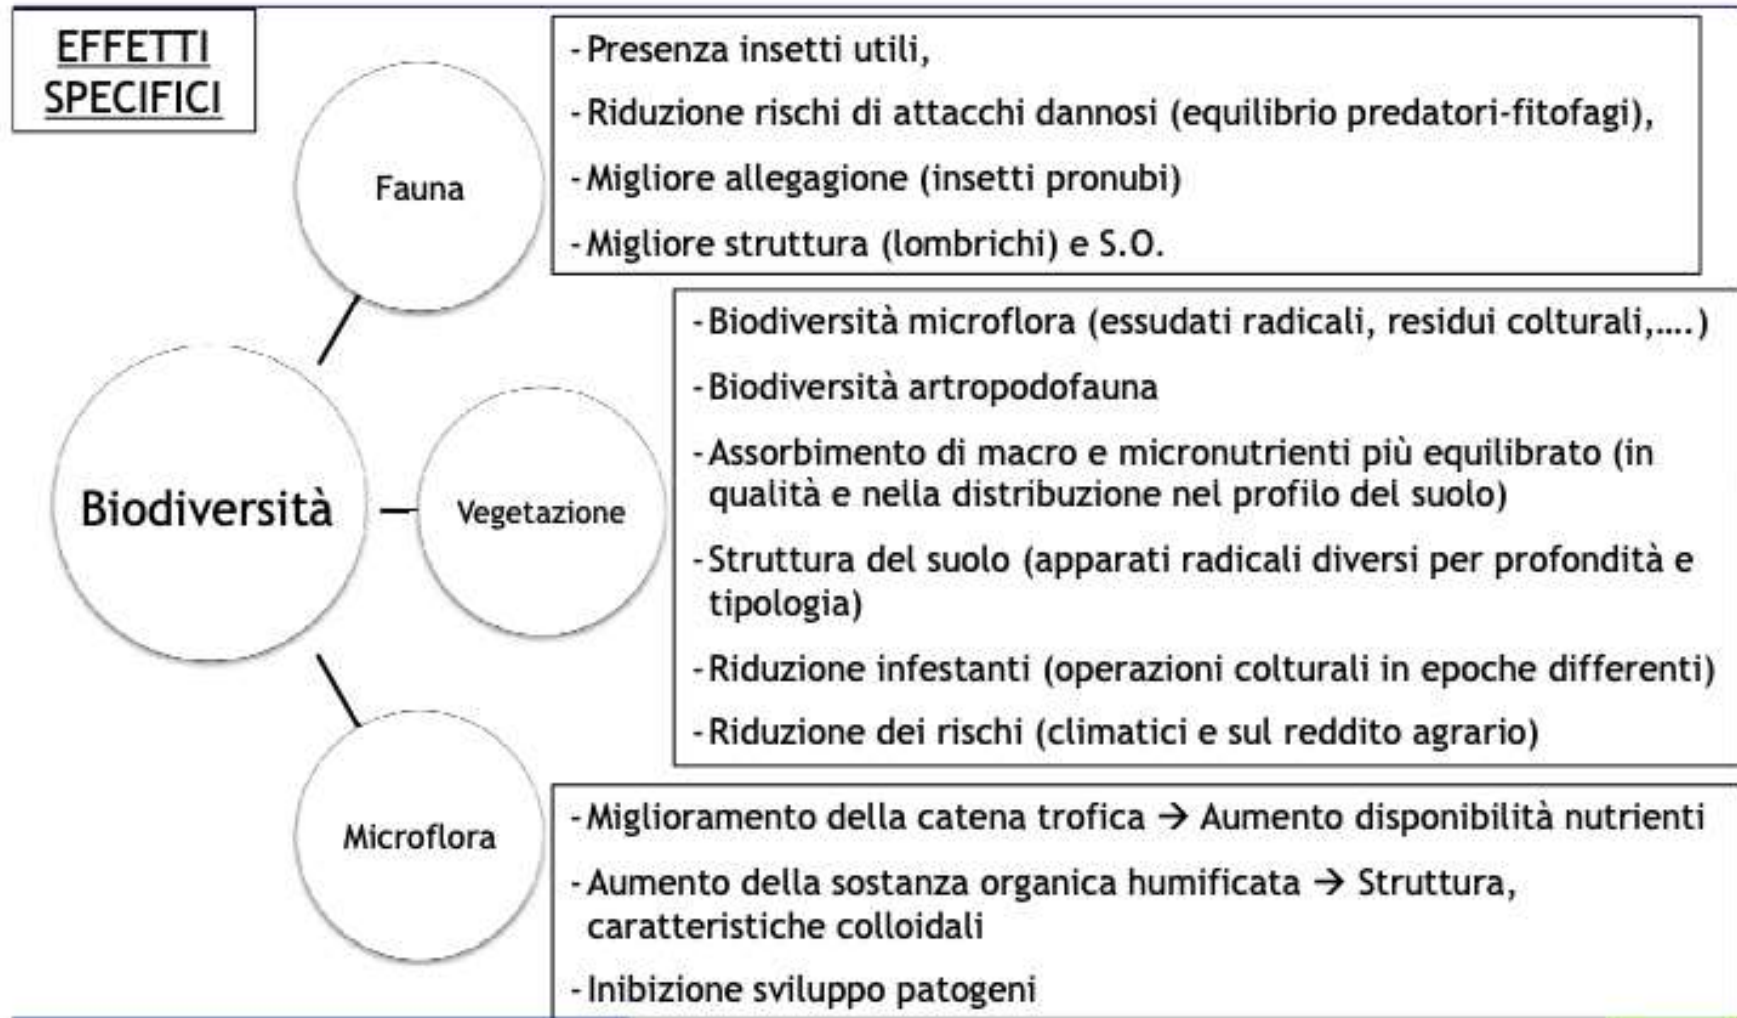 EFFETTI
SPECIFICI
Fauna
-Presenza insetti utili,
-Riduzione rischi di attacchi dannosi (equilibrio predatori-fitofagi),
-Migliore allegagione (insetti pronubi)
-Migliore struttura (lombrichi) e S.O.
Biodiversità
Vegetazione
-Biodiversità microflora (essudati radicali, residui colturali,....)
-Biodiversità artropodofauna
-Assorbimento di macro e micronutrienti più equilibrato (in
qualità e nella distribuzione nel profilo del suolo)
-Struttura del suolo (apparati radicali diversi per profondità e
tipologia)
-Riduzione infestanti (operazioni colturali in epoche differenti)
-Riduzione dei rischi (climatici e sul reddito agrario)
Microflora
-Miglioramento della catena trofica → Aumento disponibilità nutrienti
-Aumento della sostanza organica humificata → Struttura,
caratteristiche colloidali
-Inibizione sviluppo patogeni